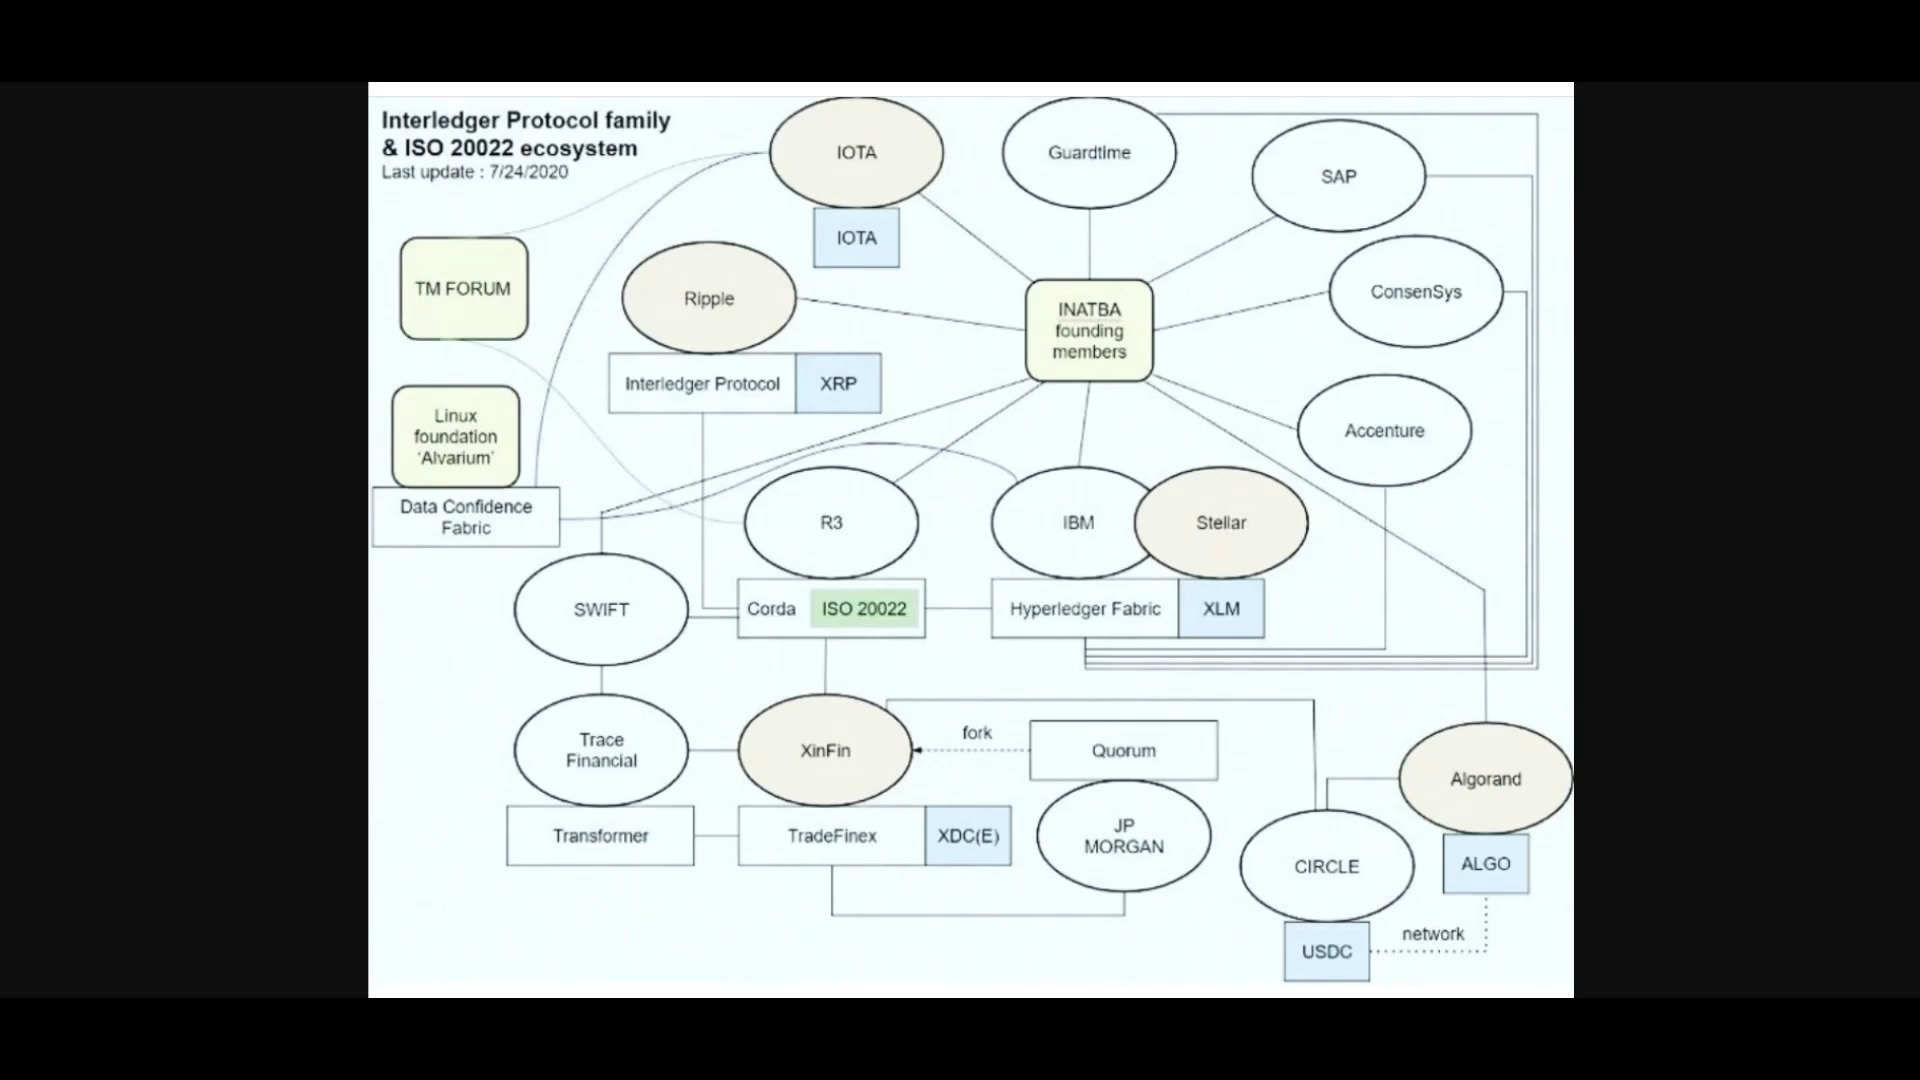 Interledger Protocol family
& ISO 20022 ecosystem
Last update : 7/24/2020
IOTA
Guardtime
SAP
IOTA
TM FORUM
Ripple
ConsenSys
INATBA
founding
members
Interledger Protocol
XRP
Linux
foundation
'Alvarium'
Accenture
Data Confidence
Fabric
R3
IBM
Stellar
SWIFT
Corda
ISO 20022
Hyperledger Fabric
XLM
Trace
Financial
XinFin
fork
Quorum
Algorand
Transformer
TradeFinex
XDC(E)
JP
MORGAN
CIRCLE
ALGO
network
USDC